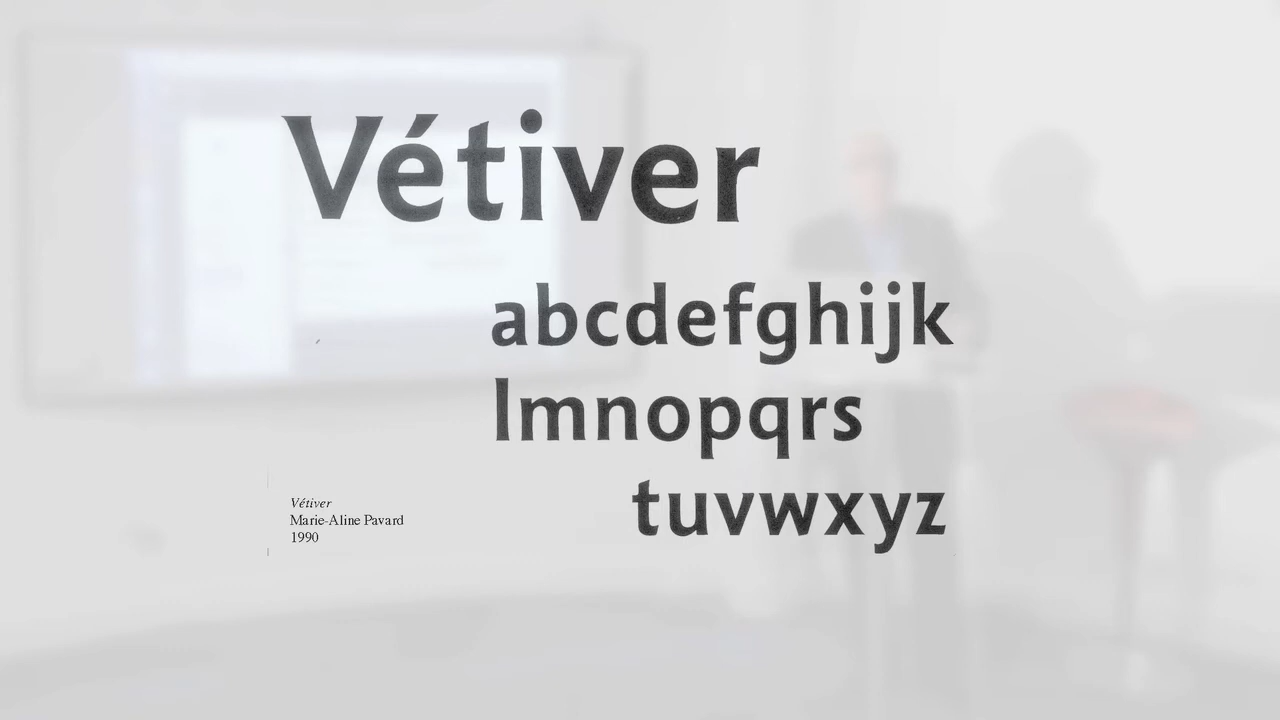 Vétiver
abcdefghijk
lmnopqrs
tuvwxyz
Vétiver
Marie-Aline Pavard
1990